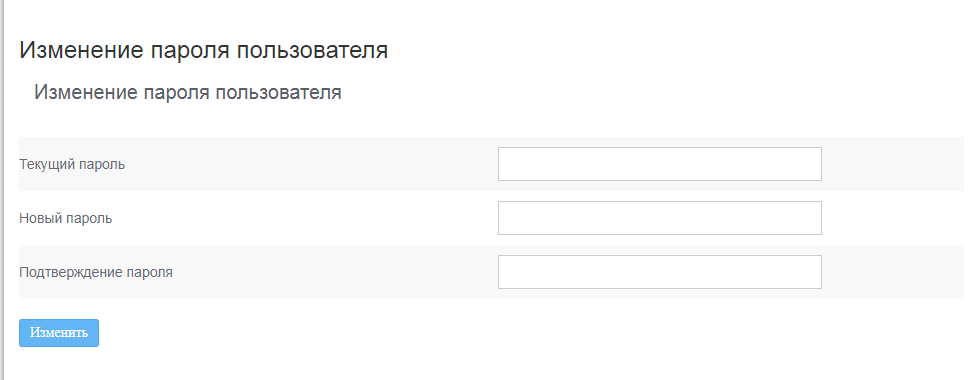 Изменение пароля пользователя
Изменение пароля пользователя
Текущий пароль
Новый пароль
Подтверждение пароля
Изменить